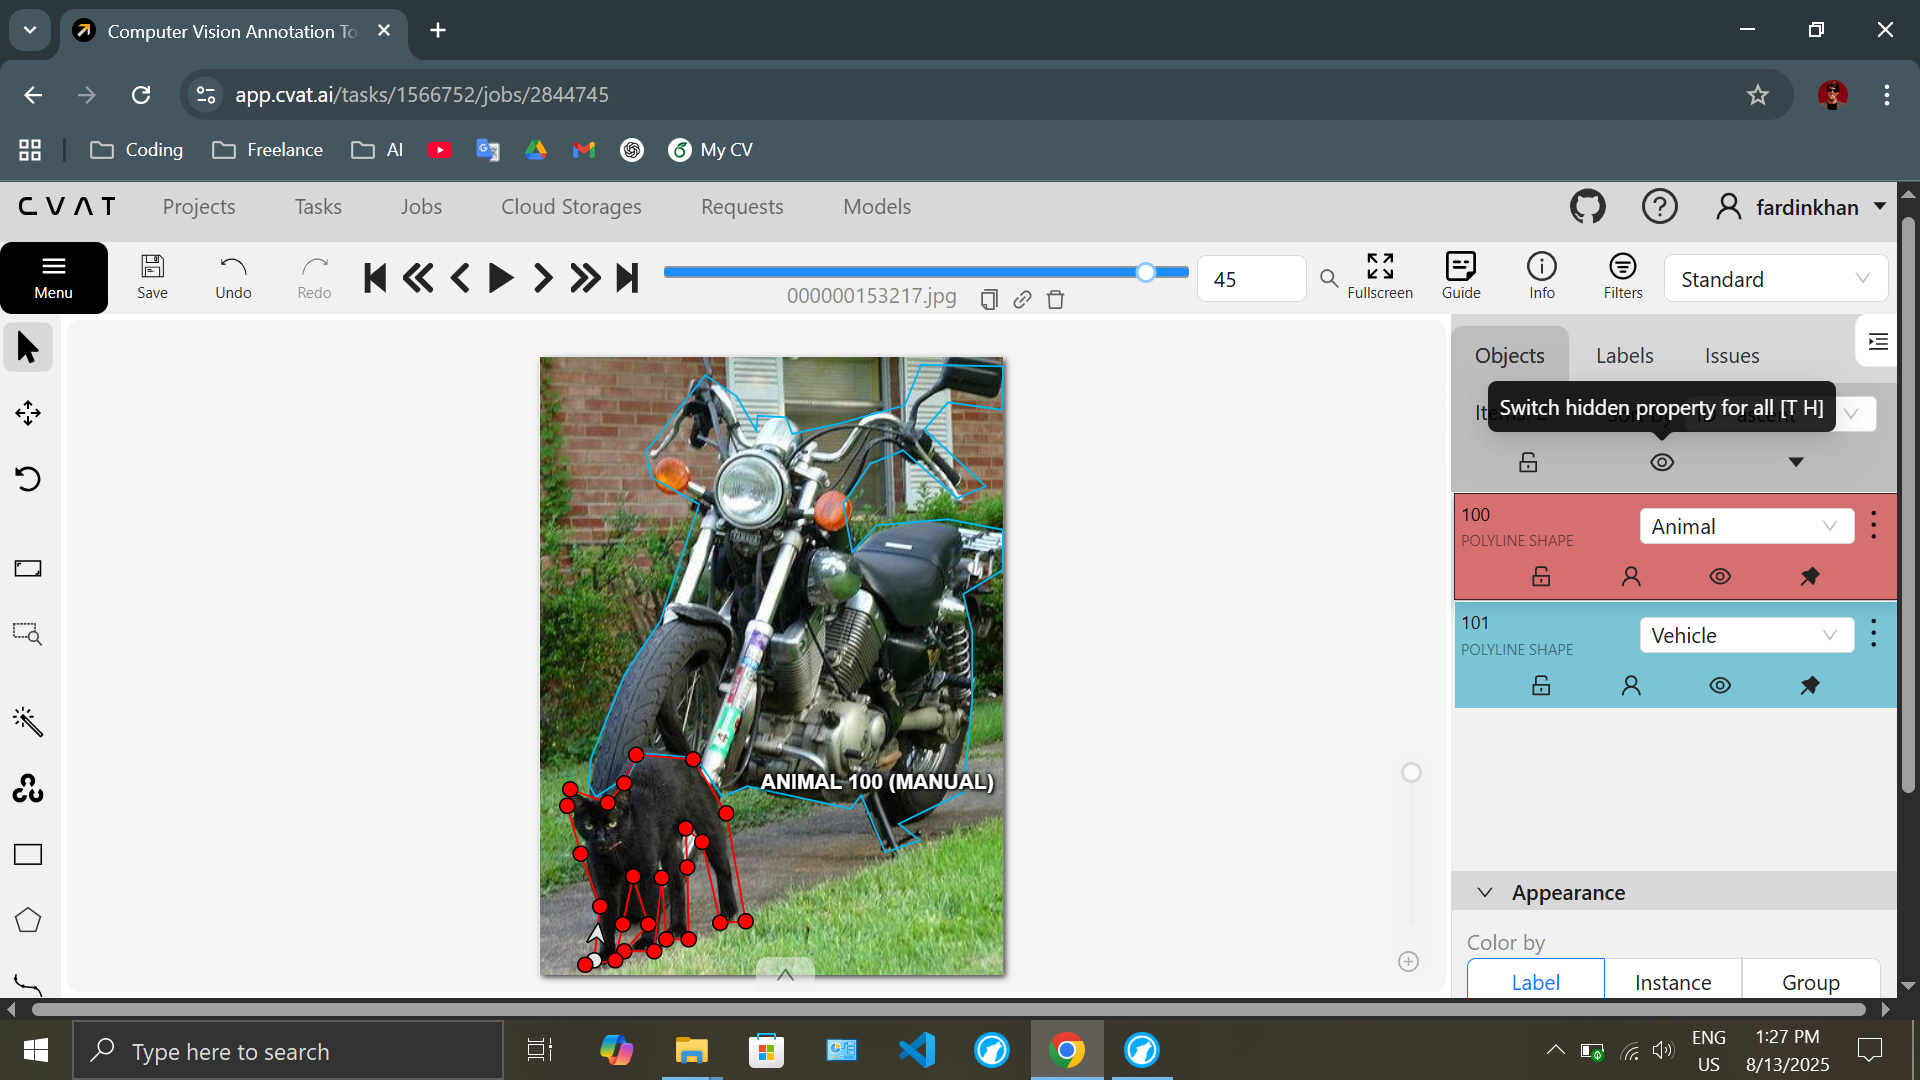 Computer Vision Annotation To
app.cvat.ai/tasks/1566752/jobs/2844745
Coding
Freelance
AI
My CV
CVAT
Projects
Tasks
Jobs
Cloud Storages
Requests
Models
fardinkhan
Menu
Save
Undo
Redo
000000153217.jpg
45
Fullscreen
Guide
Info
Filters
Standard
Objects
Labels
Issues
Switch hidden property for all [T H]
100
POLYLINE SHAPE
Animal
101
POLYLINE SHAPE
Vehicle
ANIMAL 100 (MANUAL)
Appearance
Color by
Label
Instance
Group
Type here to search
ENG
US
1:27 PM
8/13/2025